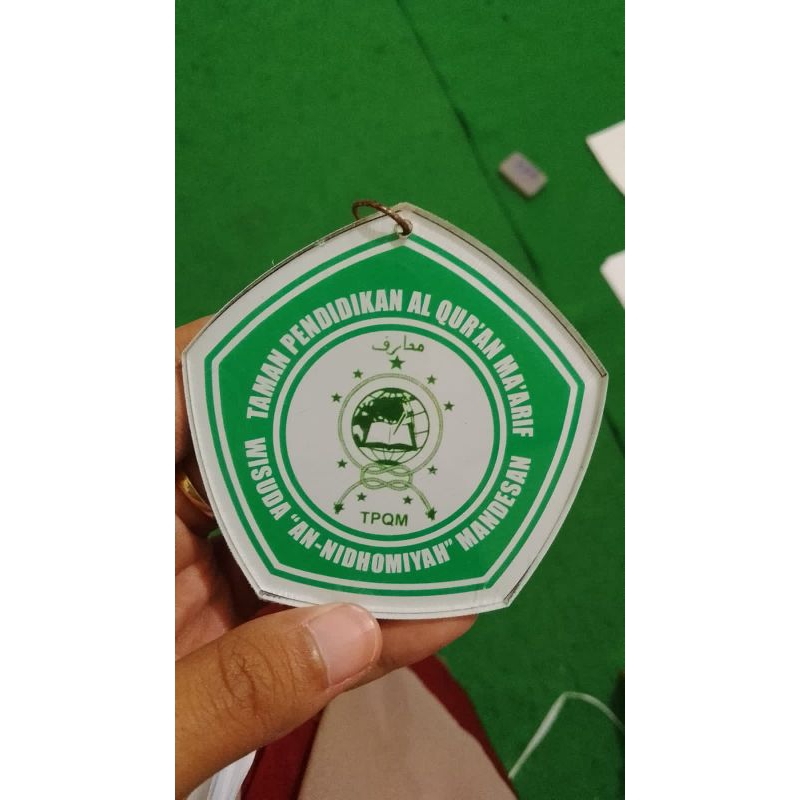 TAMAN PENDIDIKAN AL QUR'AN MA'ARIF
معارف
TPQM
WISUDA "AN-NIDHOMIYAH" MANDESAN